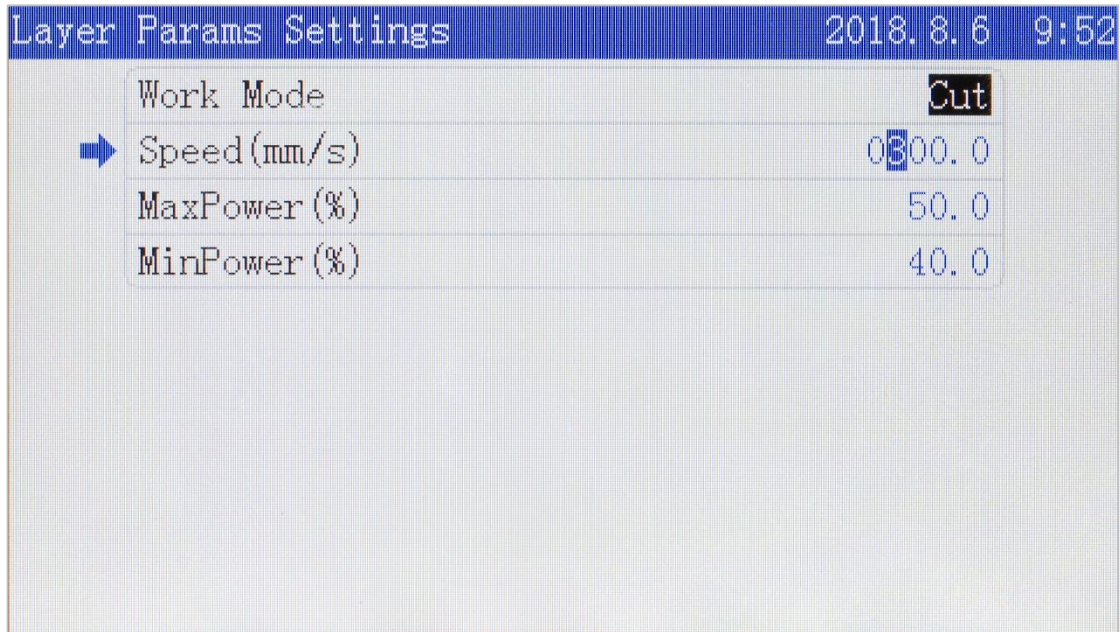 Layer Params Settings 2018. 8. 6 9:52
Work Mode Cut
Speed(mm/s) 0300. 0
MaxPower(%) 50. 0
MinPower(%) 40. 0